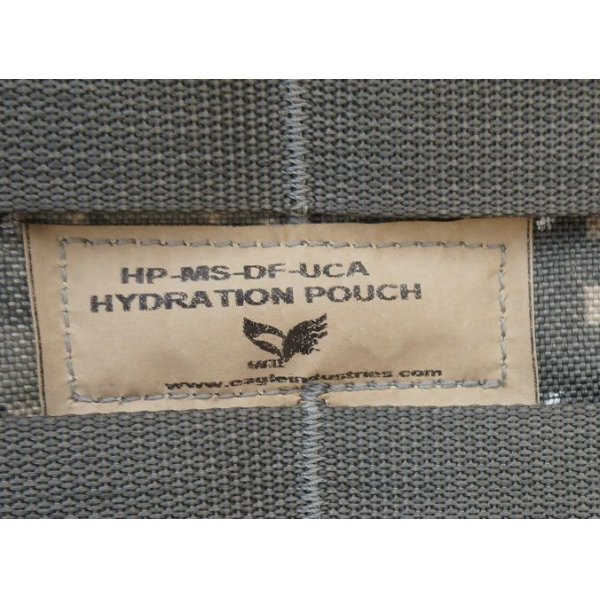 HP-MS-DF-UCA
HYDRATION POUCH
www.eagleindustries.com